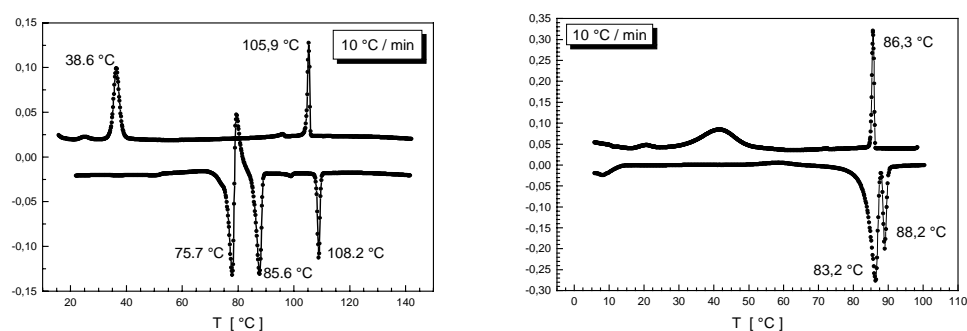 0,15
0,10
0,05
0,00
-0,05
-0,10
-0,15
38.6 °C
105,9 °C
10 °C / min
75.7 °C
85.6 °C
108.2 °C
20 40 60 80 100 120 140
T [ °C]
0,35
0,30
0,25
0,20
0,15
0,10
0,05
0,00
-0,05
-0,10
-0,15
-0,20
-0,25
-0,30
10 °C / min
86,3 °C
88,2 °C
83,2 °C
0 10 20 30 40 50 60 70 80 90 100 110
T [ °C]